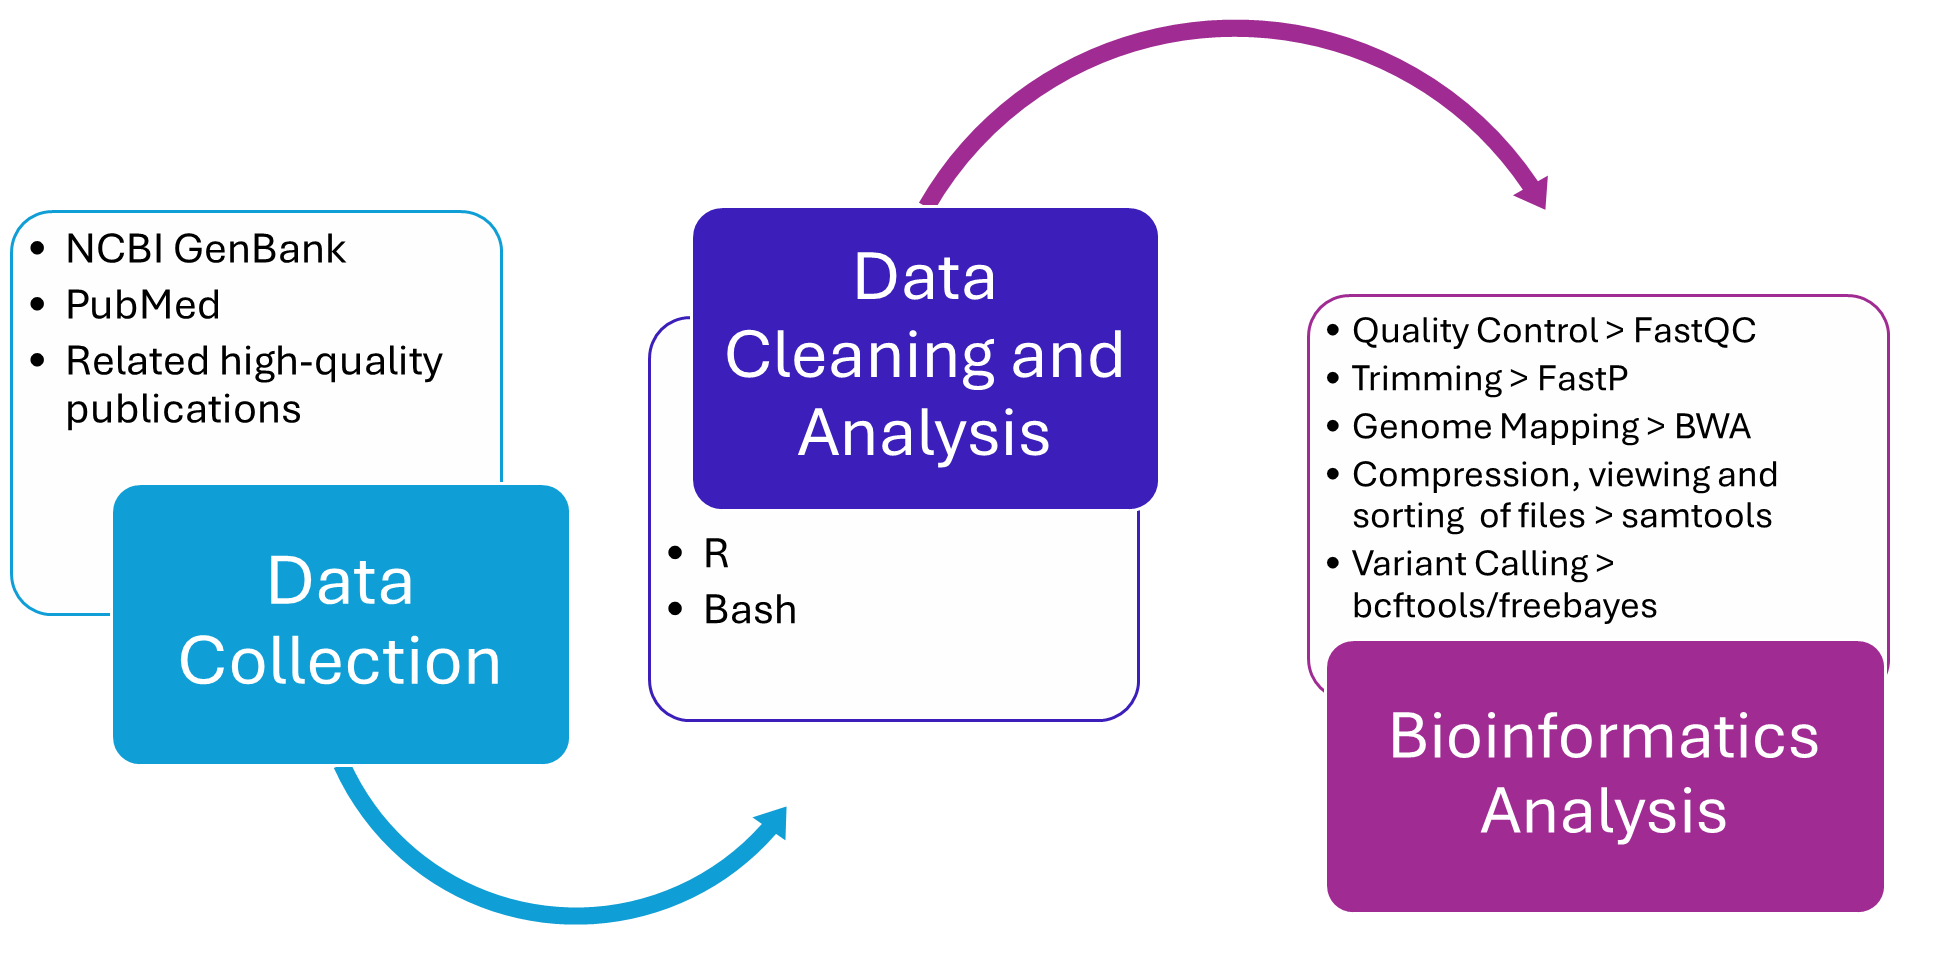 • NCBI GenBank
• PubMed
• Related high-quality
publications
Data
Collection
Data
Cleaning and
Analysis
• R
• Bash
• Quality Control > FastQC
• Trimming > FastP
• Genome Mapping > BWA
• Compression, viewing and
sorting  of files > samtools
• Variant Calling >
bcftools/freebayes
Bioinformatics
Analysis